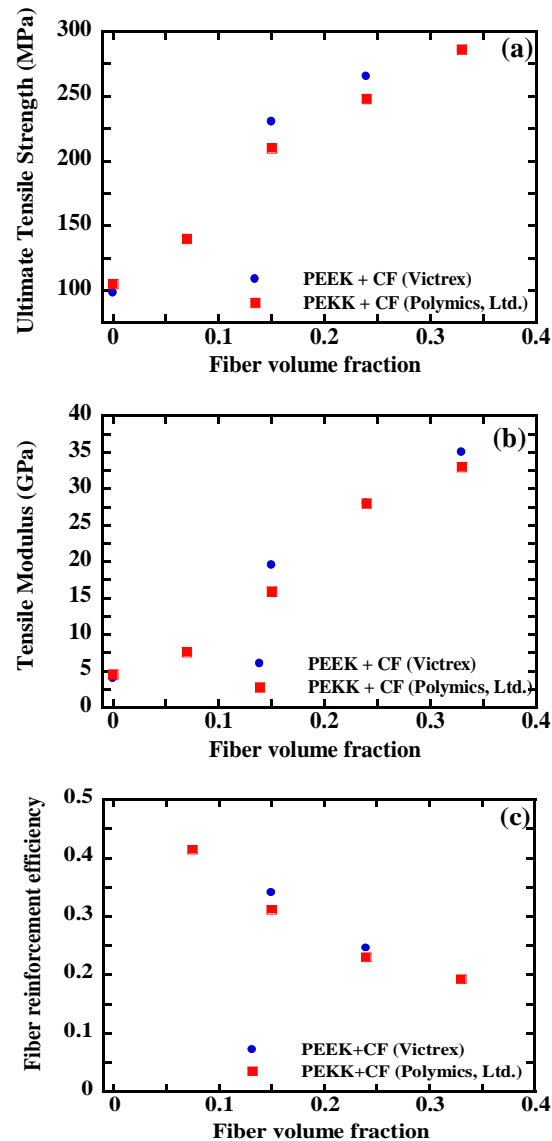 300
(a)
250
200
150
100
Ultimate Tensile Strength (MPa)
PEEK + CF (Victrex)
PEKK + CF (Polymics, Ltd.)
0 0.1 0.2 0.3 0.4
Fiber volume fraction
40
(b)
35
30
25
20
15
10
5
0
Tensile Modulus (GPa)
PEEK + CF (Victrex)
PEKK + CF (Polymics, Ltd.)
0 0.1 0.2 0.3 0.4
Fiber volume fraction
0.5
(c)
0.4
0.3
0.2
0.1
0
Fiber reinforcement efficiency
PEEK+CF (Victrex)
PEKK+CF (Polymics, Ltd.)
0 0.1 0.2 0.3 0.4
Fiber volume fraction